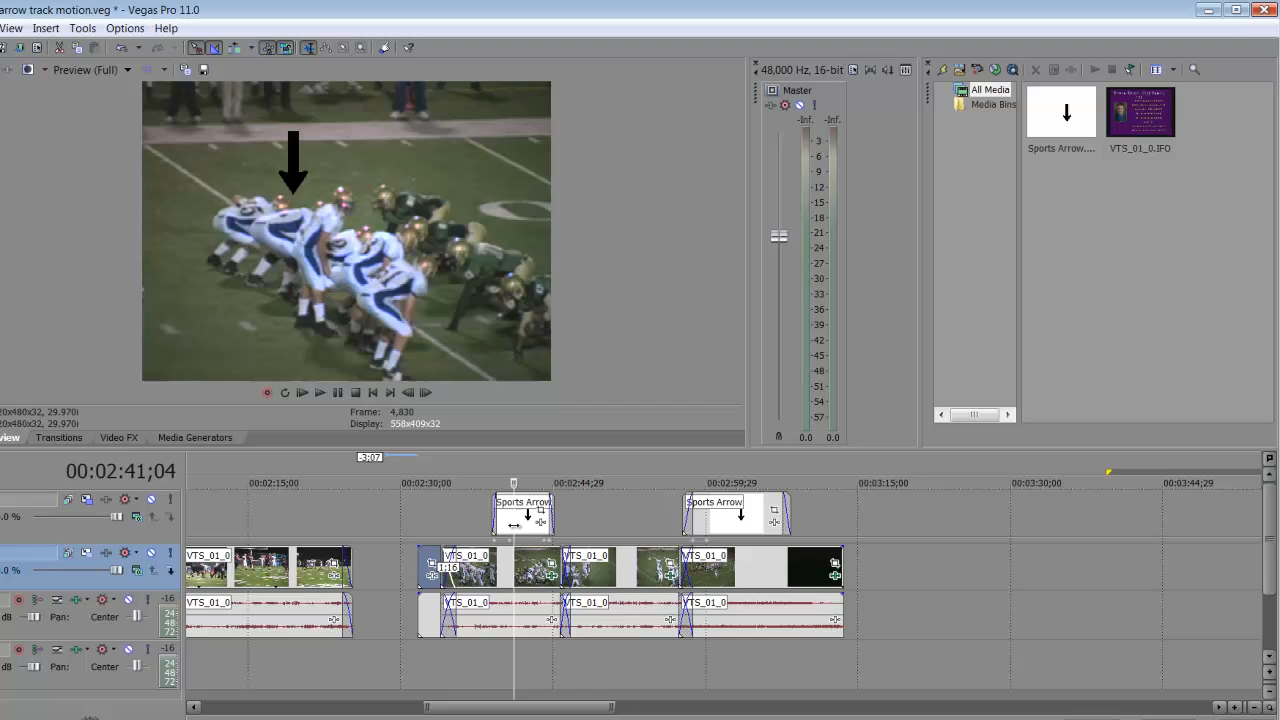 arrow track motion.veg * - Vegas Pro 11.0
View Insert Tools Options Help
Preview (Full)
48,000 Hz, 16-bit
Master
-Inf. -Inf.
3
6
9
12
15
18
21
24
27
30
33
36
39
42
45
48
51
54
57
0.0 0.0
All Media
Media Bins
Sports Arrow....
VTS_01_0.IFO
20x480x32, 29.970i
20x480x32, 29.970i
Frame: 4,830
Display: 558x409x32
view Transitions Video FX Media Generators
-3:07
00:02:41;04
00:02:15;00 00:02:30;00 00:02:44;29 00:02:59;29 00:03:15;00 00:03:30;00 00:03:44;29
Sports Arrow Sports Arrow
.0 %
VTS_01_0 VTS_01_0 VTS_01_0 VTS_01_0
1:16
.0 %
VTS_01_0 VTS_01_0 VTS_01_0 VTS_01_0
-16
dB Pan: Center
24
48
72
-16
dB Pan: Center
24
48
72